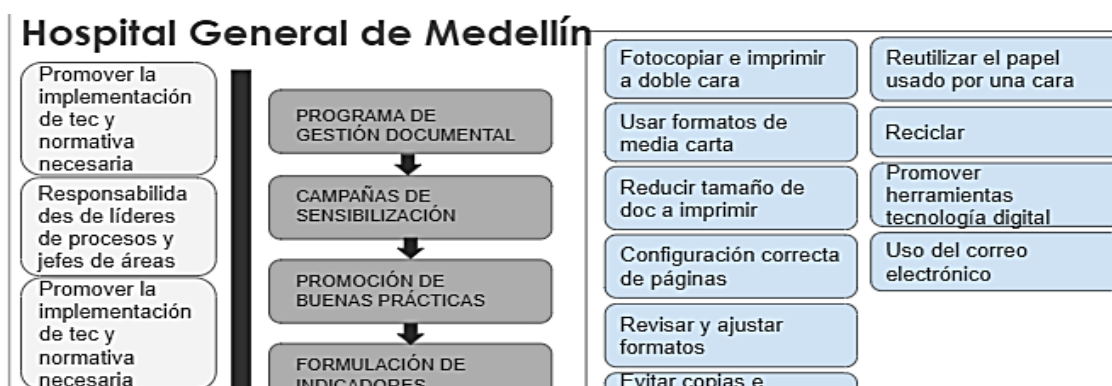 Hospital General de Medellín
Promover la
implementación
de tec y
normativa
necesaria
Responsabilida
des de líderes
de procesos y
jefes de áreas
Promover la
implementación
de tec y
normativa
necesaria
PROGRAMA DE
GESTIÓN DOCUMENTAL
CAMPAÑAS DE
SENSIBILIZACIÓN
PROMOCIÓN DE
BUENAS PRÁCTICAS
FORMULACIÓN DE
INDICADORES
Fotocopiar e imprimir
a doble cara
Usar formatos de
media carta
Reducir tamaño de
doc a imprimir
Configuración correcta
de páginas
Revisar y ajustar
formatos
Evitar copias e
Reutilizar el papel
usado por una cara
Reciclar
Promover
herramientas
tecnología digital
Uso del correo
electrónico